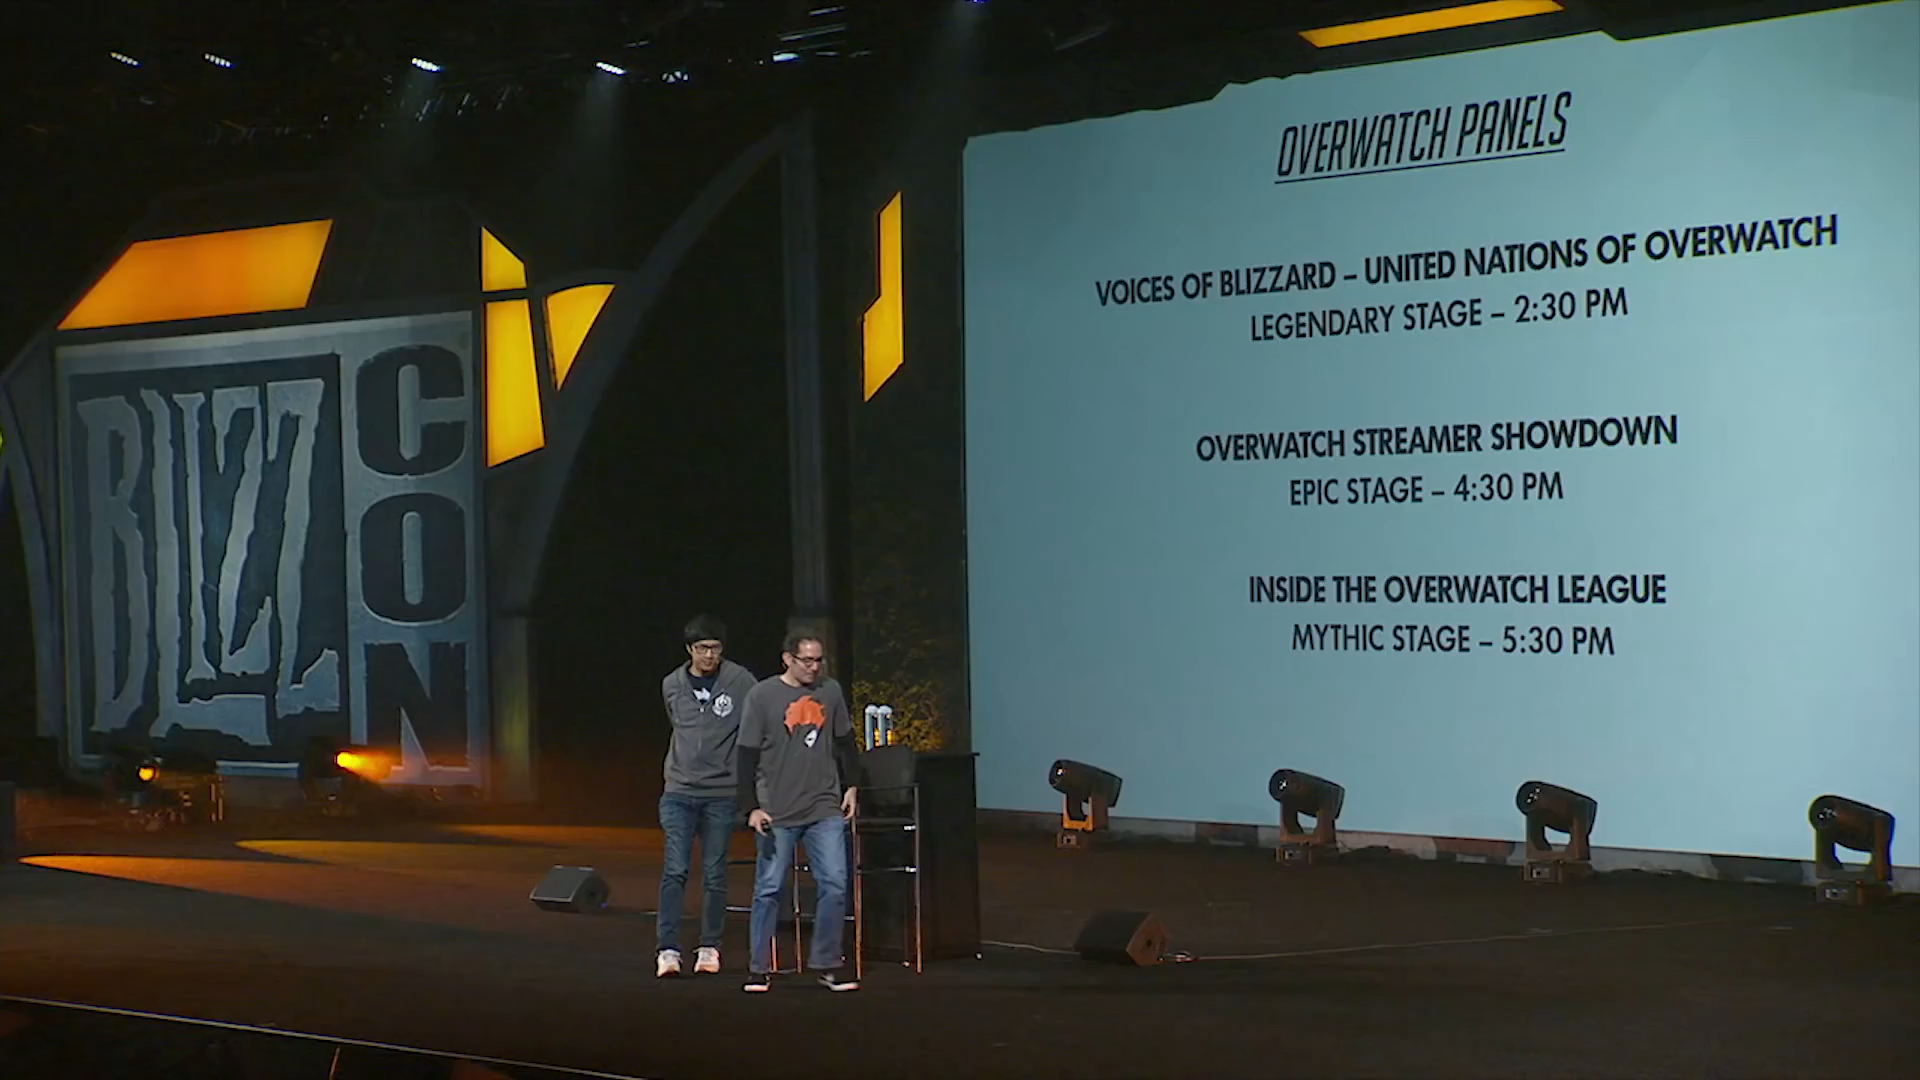 BLIZZ
CON
OVERWATCH PANELS
VOICES OF BLIZZARD – UNITED NATIONS OF OVERWATCH
LEGENDARY STAGE – 2:30 PM
OVERWATCH STREAMER SHOWDOWN
EPIC STAGE – 4:30 PM
INSIDE THE OVERWATCH LEAGUE
MYTHIC STAGE – 5:30 PM